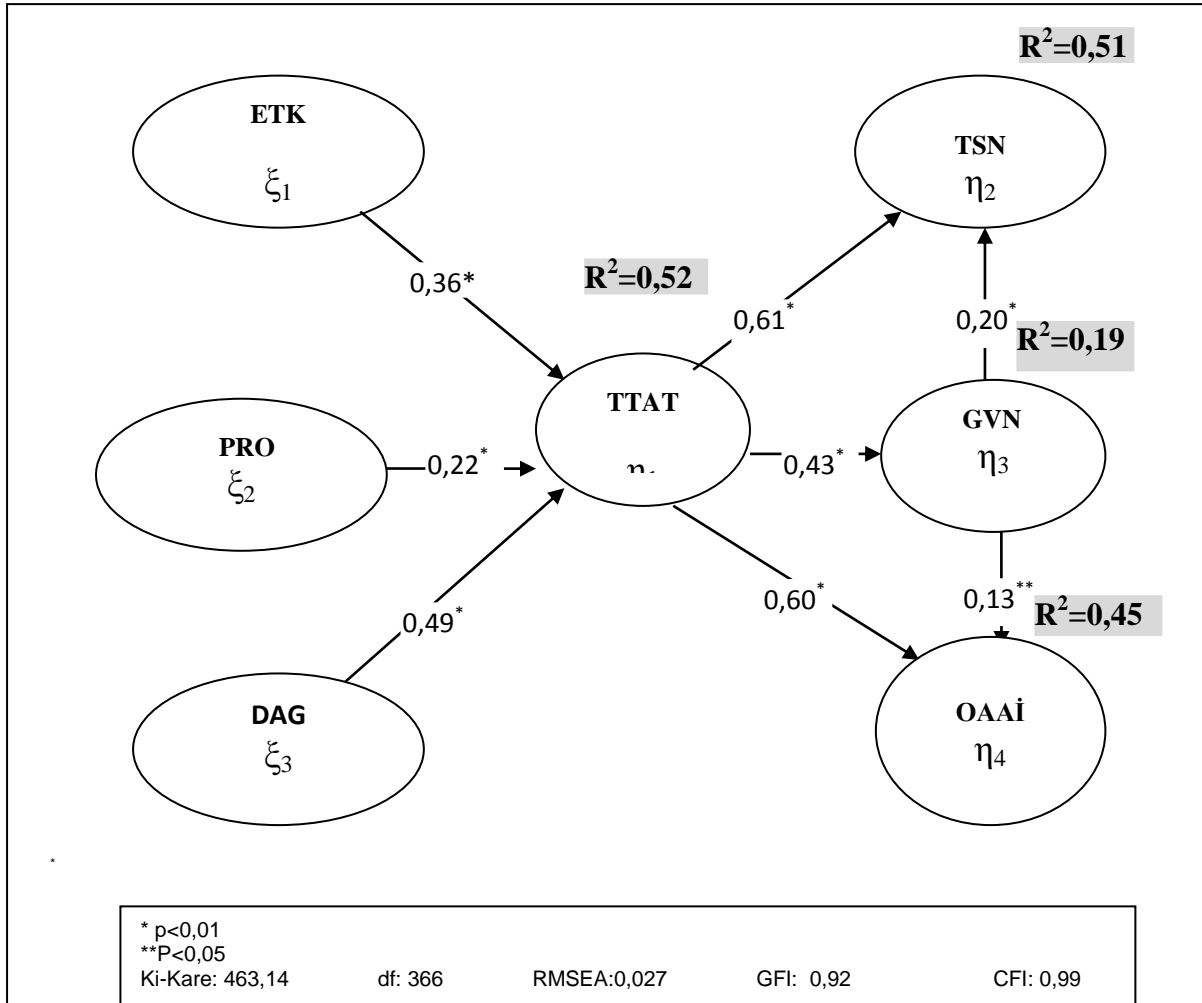 R²=0,51
ETK
ξ₁
TSN
η₂
0,36*
R²=0,52
0,61*
0,20*
R²=0,19
TTAT
GVN
η₃
PRO
ξ₂
0,22*
0,43*
0,49*
0,60*
0,13**
R²=0,45
DAG
ξ₃
OAAİ
η₄
*
* p<0,01
**P<0,05
Ki-Kare: 463,14 df: 366 RMSEA:0,027 GFI: 0,92 CFI: 0,99